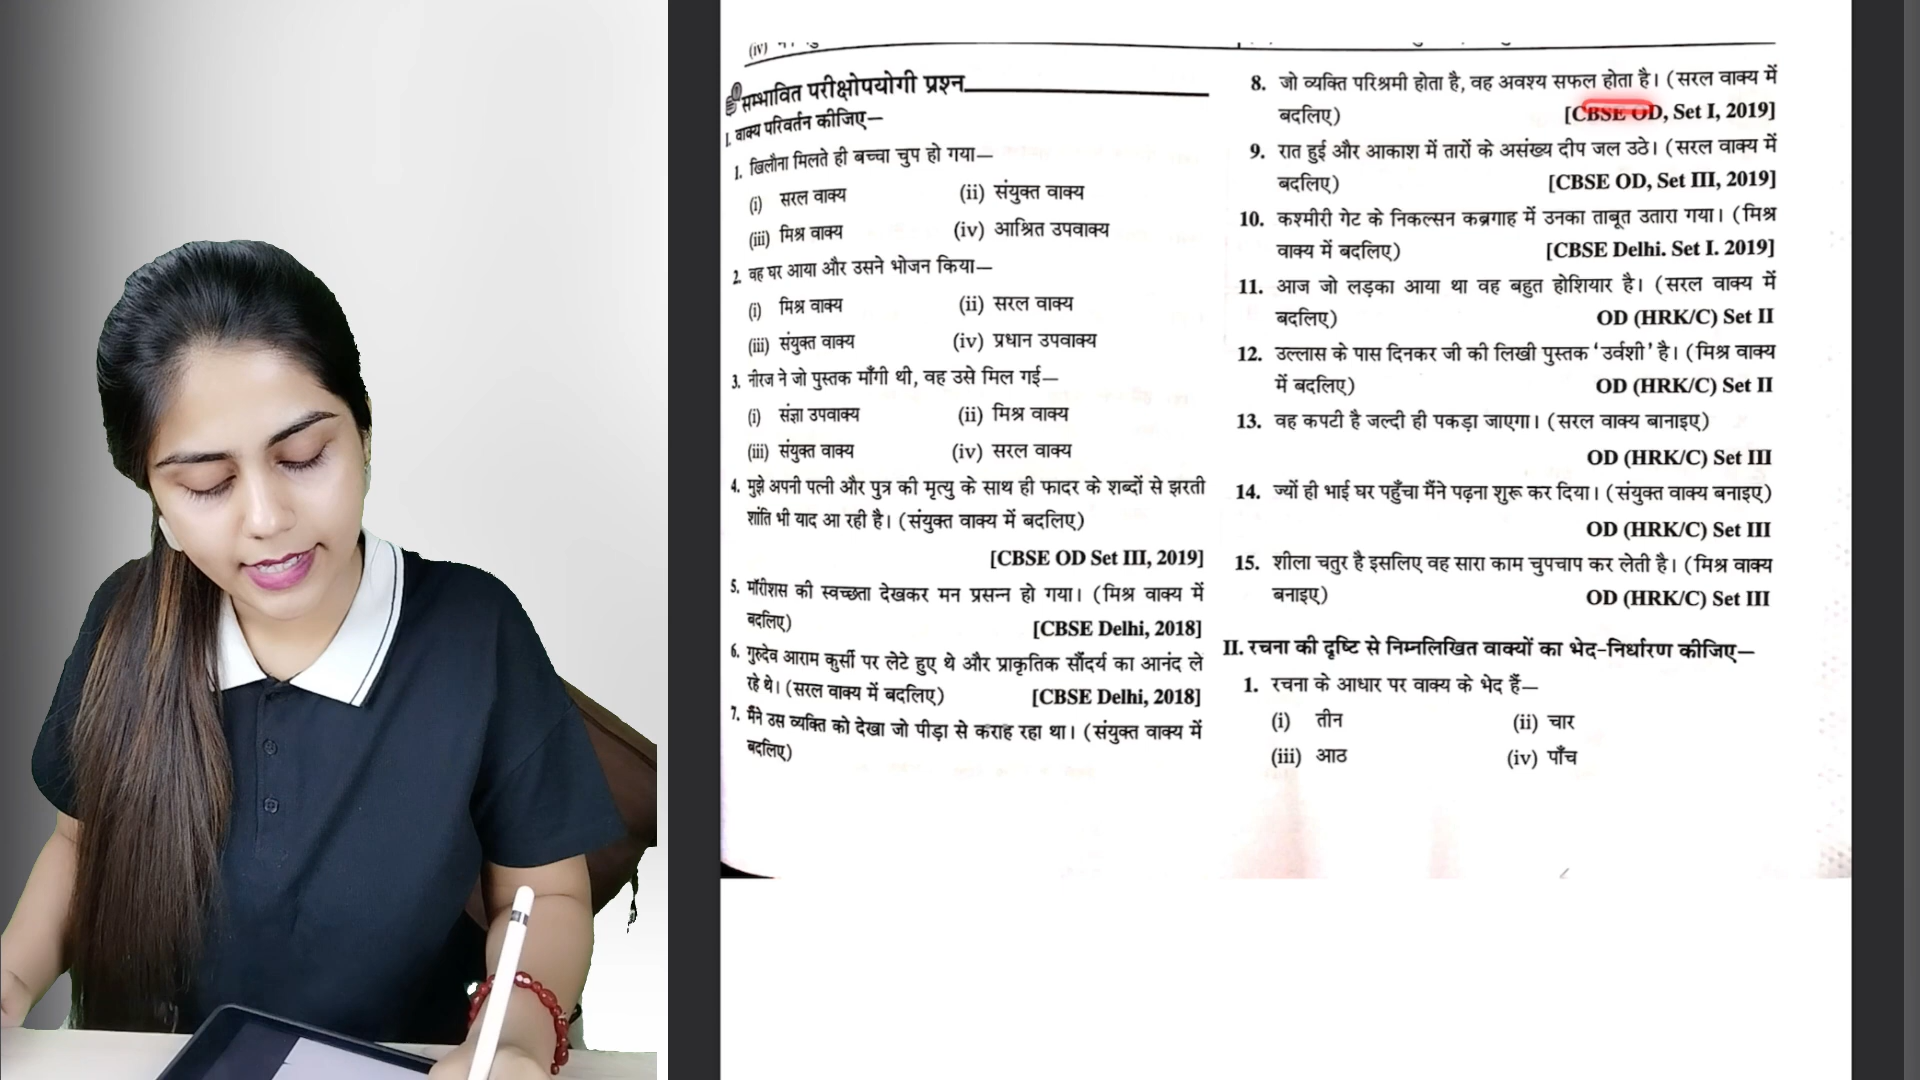 (iv)
सम्भावित परीक्षोपयोगी प्रश्न
I. वाक्य परिवर्तन कीजिए—
1. खिलौना मिलते ही बच्चा चुप हो गया—
(i) सरल वाक्य (ii) संयुक्त वाक्य
(iii) मिश्र वाक्य (iv) आश्रित उपवाक्य
2. वह घर आया और उसने भोजन किया—
(i) मिश्र वाक्य (ii) सरल वाक्य
(iii) संयुक्त वाक्य (iv) प्रधान उपवाक्य
3. नीरज ने जो पुस्तक माँगी थी, वह उसे मिल गई—
(i) संज्ञा उपवाक्य (ii) मिश्र वाक्य
(iii) संयुक्त वाक्य (iv) सरल वाक्य
4. मुझे अपनी पत्नी और पुत्र की मृत्यु के साथ ही फादर के शब्दों से झरती
शांति भी याद आ रही है। (संयुक्त वाक्य में बदलिए)
[CBSE OD Set III, 2019]
5. मॉरीशस की स्वच्छता देखकर मन प्रसन्न हो गया। (मिश्र वाक्य में
बदलिए) [CBSE Delhi, 2018]
6. गुरुदेव आराम कुर्सी पर लेटे हुए थे और प्राकृतिक सौंदर्य का आनंद ले
रहे थे। (सरल वाक्य में बदलिए) [CBSE Delhi, 2018]
7. मैंने उस व्यक्ति को देखा जो पीड़ा से कराह रहा था। (संयुक्त वाक्य में
बदलिए)
8. जो व्यक्ति परिश्रमी होता है, वह अवश्य सफल होता है। (सरल वाक्य में
बदलिए) [CBSE OD, Set I, 2019]
9. रात हुई और आकाश में तारों के असंख्य दीप जल उठे। (सरल वाक्य में
बदलिए) [CBSE OD, Set III, 2019]
10. कश्मीरी गेट के निकल्सन कब्रगाह में उनका ताबूत उतारा गया। (मिश्र
वाक्य में बदलिए) [CBSE Delhi. Set I. 2019]
11. आज जो लड़का आया था वह बहुत होशियार है। (सरल वाक्य में
बदलिए) OD (HRK/C) Set II
12. उल्लास के पास दिनकर जी की लिखी पुस्तक 'उर्वशी' है। (मिश्र वाक्य
में बदलिए) OD (HRK/C) Set II
13. वह कपटी है जल्दी ही पकड़ा जाएगा। (सरल वाक्य बानाइए)
OD (HRK/C) Set III
14. ज्यों ही भाई घर पहुँचा मैंने पढ़ना शुरू कर दिया। (संयुक्त वाक्य बनाइए)
OD (HRK/C) Set III
15. शीला चतुर है इसलिए वह सारा काम चुपचाप कर लेती है। (मिश्र वाक्य
बनाइए) OD (HRK/C) Set III
II. रचना की दृष्टि से निम्नलिखित वाक्यों का भेद-निर्धारण कीजिए—
1. रचना के आधार पर वाक्य के भेद हैं—
(i) तीन (ii) चार
(iii) आठ (iv) पाँच